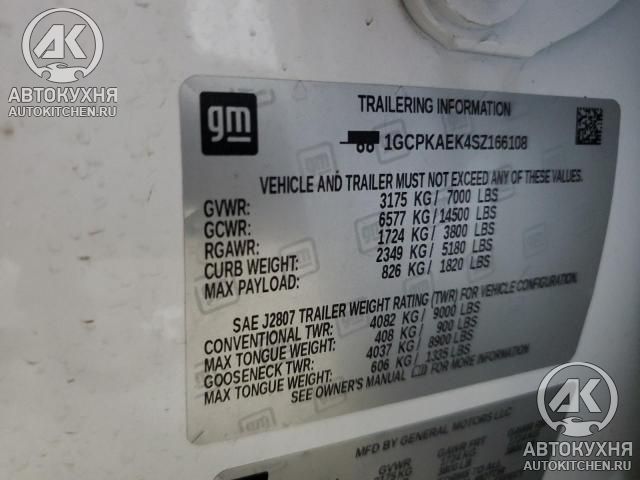 АВТОКУХНЯ
AUTOKITCHEN.RU
gm
TRAILERING INFORMATION
1GCPKAEK4SZ166108
VEHICLE AND TRAILER MUST NOT EXCEED ANY OF THESE VALUES.
GVWR: 3175 KG/ 7000 LBS
GCWR: 6577 KG/14500 LBS
RGAWR: 1724 KG/ 3800 LBS
CURB WEIGHT: 2349 KG/ 5180 LBS
MAX PAYLOAD: 826 KG/ 1820 LBS
SAE J2807 TRAILER WEIGHT RATING (TWR) FOR VEHICLE CONFIGURATION.
CONVENTIONAL TWR: 4082 KG/ 9000 LBS
MAX TONGUE WEIGHT: 408 KG/ 900 LBS
GOOSENECK TWR: 4037 KG/ 8900 LBS
MAX TONGUE WEIGHT: 606 KG/ 1335 LBS
SEE OWNER'S MANUAL FOR MORE INFORMATION
MFD BY GENERAL MOTORS LLC
GVWR GAWR FRT
АВТОКУХНЯ
AUTOKITCHEN.RU